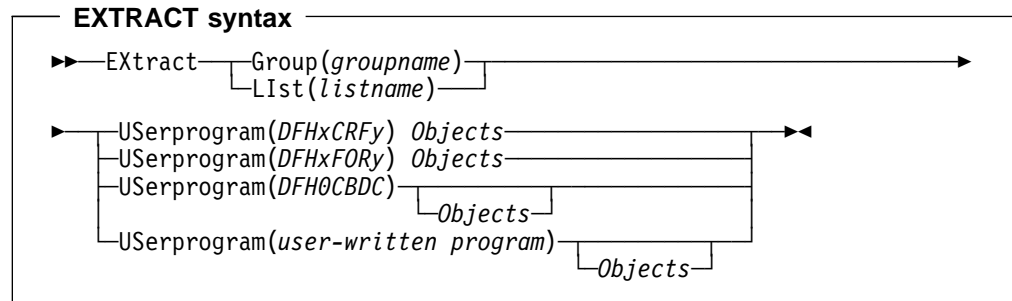 EXTRACT syntax
EXtract Group(groupname)
LIst(listname)
USerprogram(DFHxCRFy) Objects
USerprogram(DFHxFORy) Objects
USerprogram(DFH0CBDC)
Objects
USerprogram(user-written program)
Objects